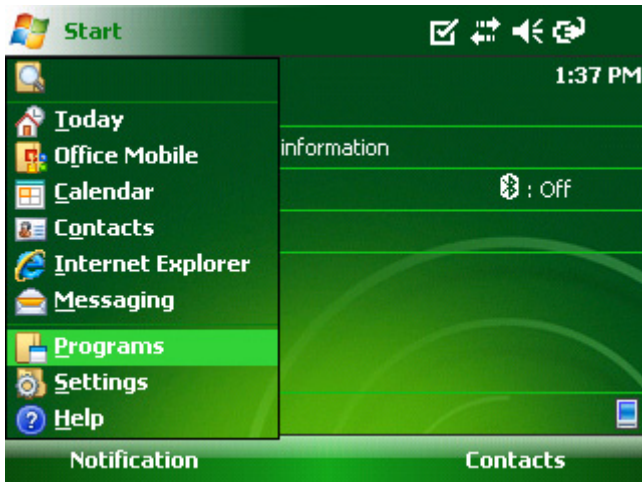 Start
1:37 PM
Today
Office Mobile
information
Calendar
: Off
Contacts
Internet Explorer
Messaging
Programs
Settings
Help
Notification
Contacts